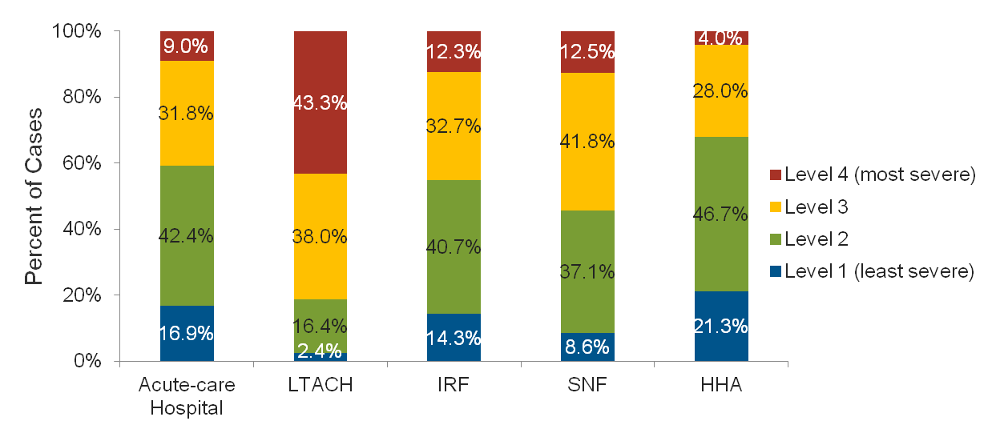 100%
80%
60%
40%
20%
0%
Percent of Cases
9.0%
31.8%
42.4%
16.9%
43.3%
38.0%
16.4%
2.4%
12.3%
32.7%
40.7%
14.3%
12.5%
41.8%
37.1%
8.6%
4.0%
28.0%
46.7%
21.3%
Acute-care
Hospital
LTACH
IRF
SNF
HHA
Level 4 (most severe)
Level 3
Level 2
Level 1 (least severe)